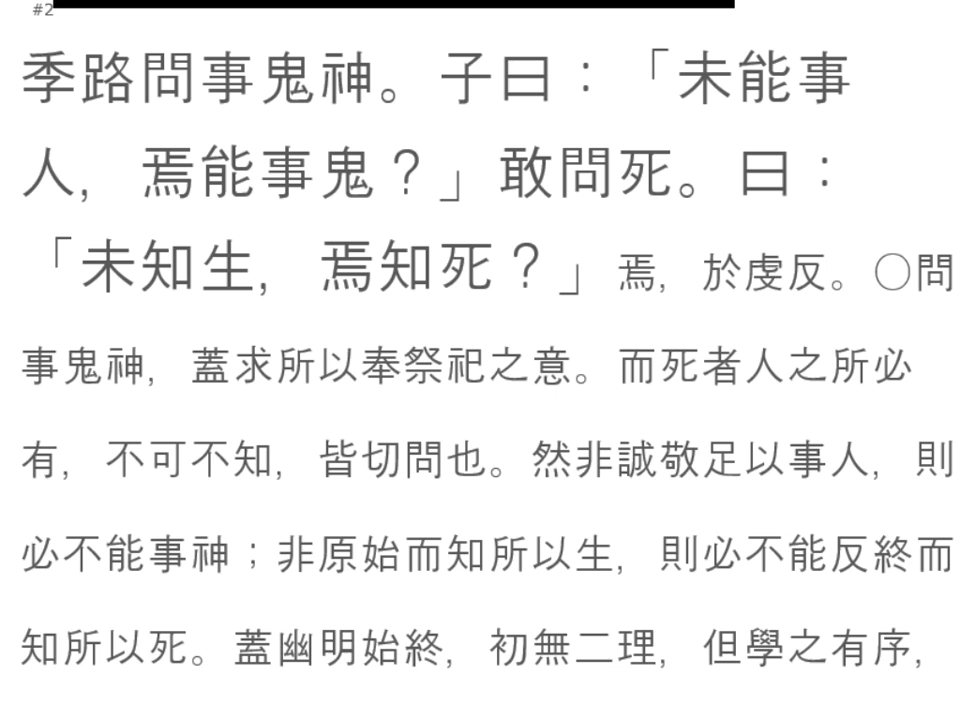 #2
季路問事鬼神。子曰：「未能事
人，焉能事鬼？」敢問死。曰：
「未知生，焉知死？」焉，於虔反。〇問
事鬼神，蓋求所以奉祭祀之意。而死者人之所必
有，不可不知，皆切問也。然非誠敬足以事人，則
必不能事神；非原始而知所以生，則必不能反終而
知所以死。蓋幽明始終，初無二理，但學之有序，